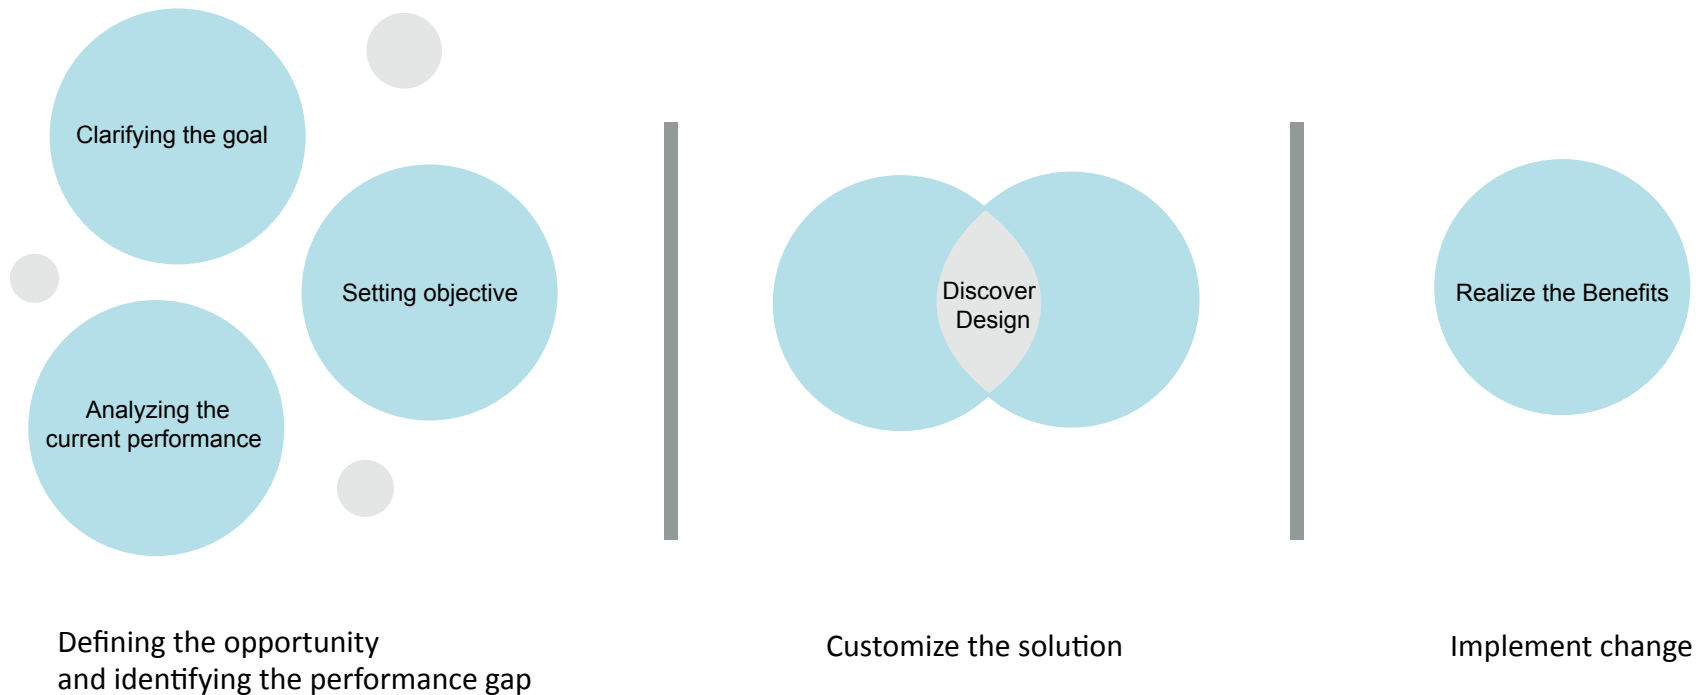 Clarifying the goal
Setting objective
Analyzing the
current performance
Discover
Design
Realize the Benefits
Defining the opportunity
and identifying the performance gap
Customize the solution
Implement change